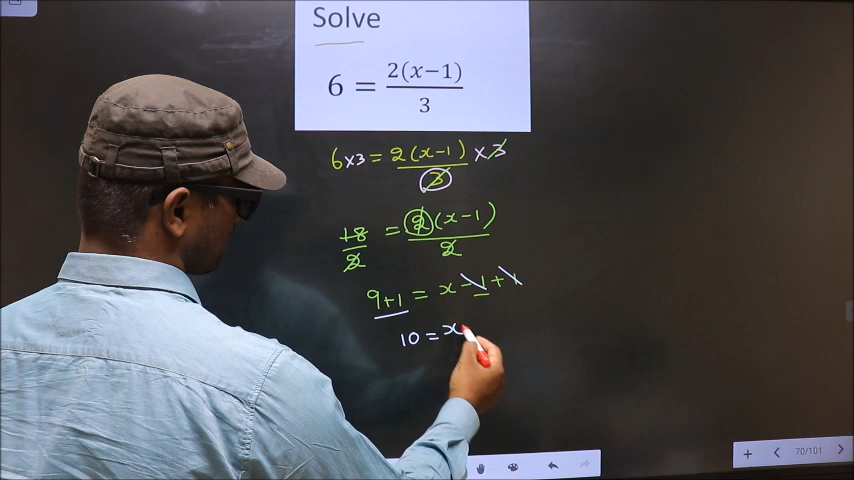 Solve
6 = 2(x−1)/3
6×3 = 2(x−1)/3 ×3
18/2 = 2(x−1)/2
9+1 = x−1+1
10 = x
70/101